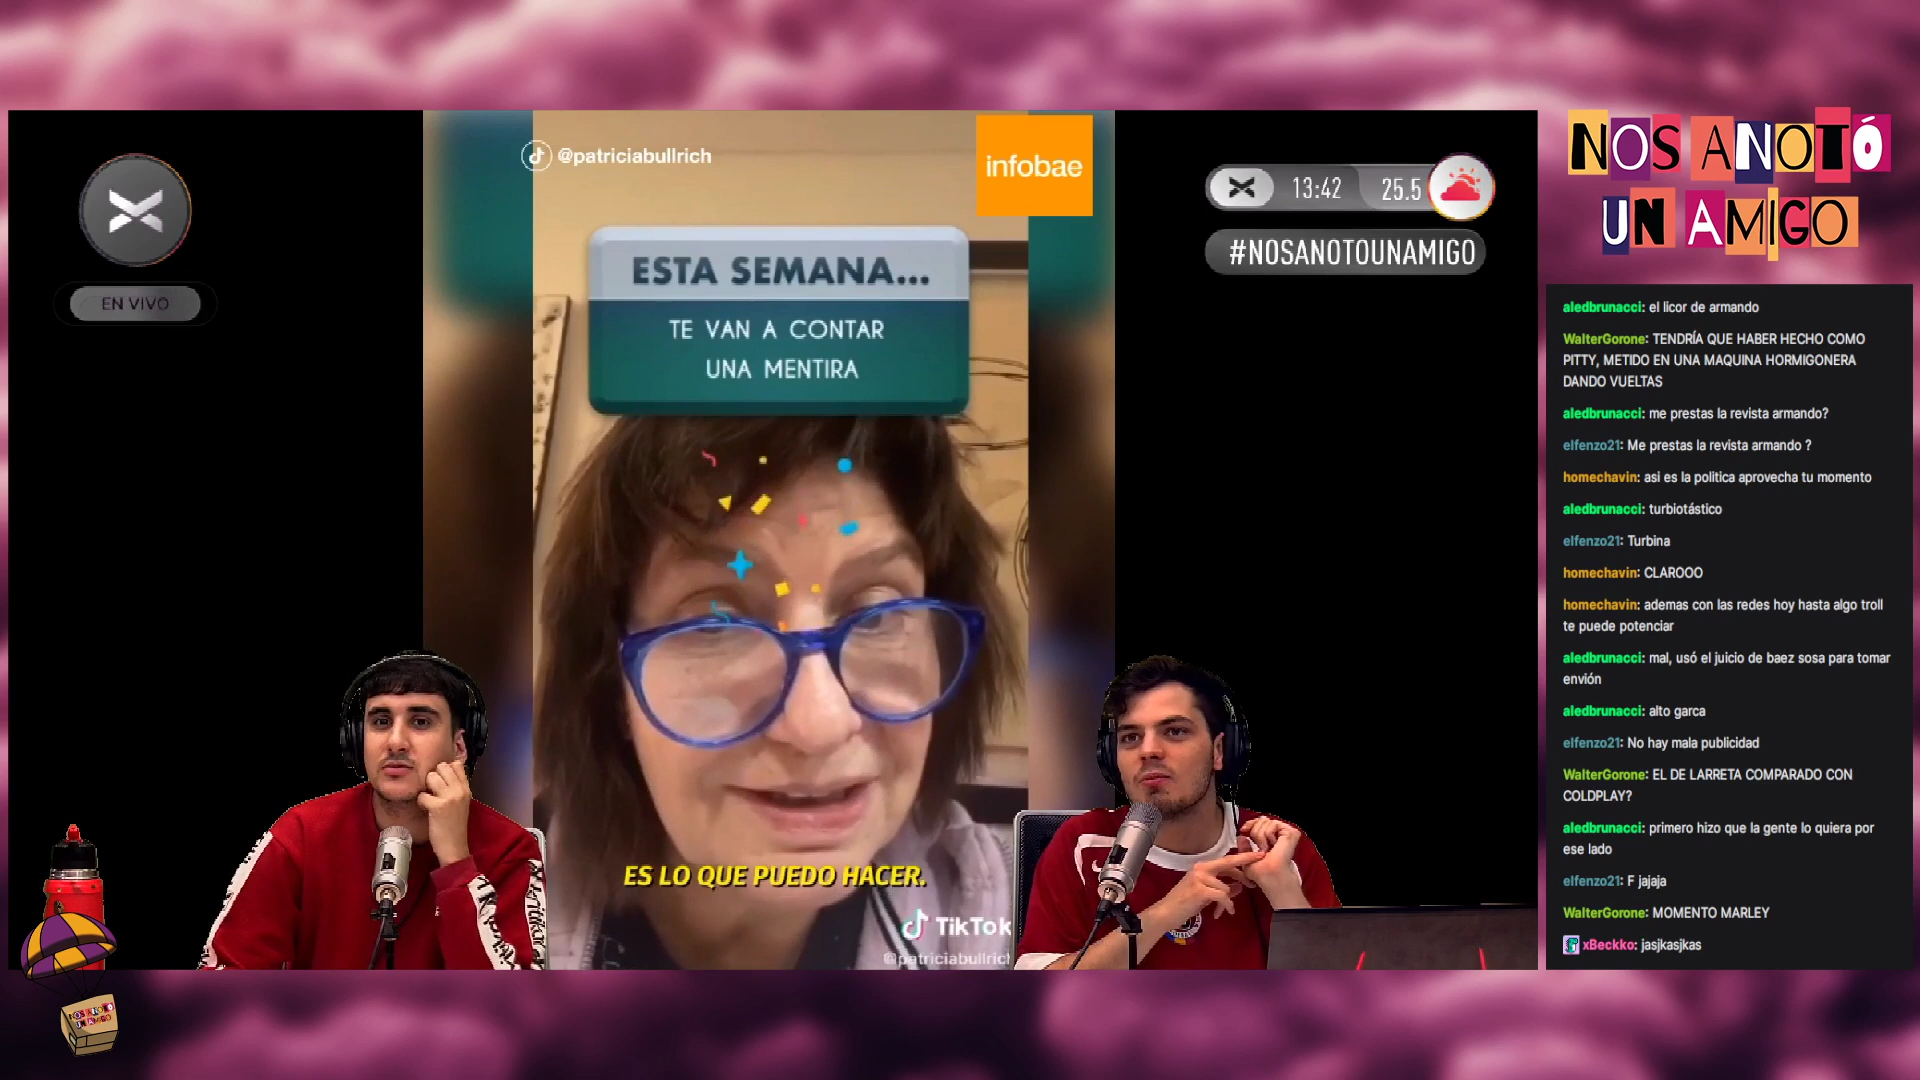 @patriciabullrich
infobae
ESTA SEMANA...
TE VAN A CONTAR
UNA MENTIRA
ES LO QUE PUEDO HACER.
TikTok
@patriciabullrich
EN VIVO
13:42
25.5
#NOSANOTOUNAMIGO
NOS ANOTÓ
UN AMIGO
aledbrunacci: el licor de armando
WalterGorone: TENDRÍA QUE HABER HECHO COMO
PITTY, METIDO EN UNA MAQUINA HORMIGONERA
DANDO VUELTAS
aledbrunacci: me prestas la revista armando?
elfenzo21: Me prestas la revista armando ?
homechavin: asi es la politica aprovecha tu momento
aledbrunacci: turbiotástico
elfenzo21: Turbina
homechavin: CLAROOO
homechavin: ademas con las redes hoy hasta algo troll
te puede potenciar
aledbrunacci: mal, usó el juicio de baez sosa para tomar
envión
aledbrunacci: alto garca
elfenzo21: No hay mala publicidad
WalterGorone: EL DE LARRETA COMPARADO CON
COLDPLAY?
aledbrunacci: primero hizo que la gente lo quiera por
ese lado
elfenzo21: F jajaja
WalterGorone: MOMENTO MARLEY
xBeckko: jasjkasjkas
NOS ANOTÓ
UN AMIGO